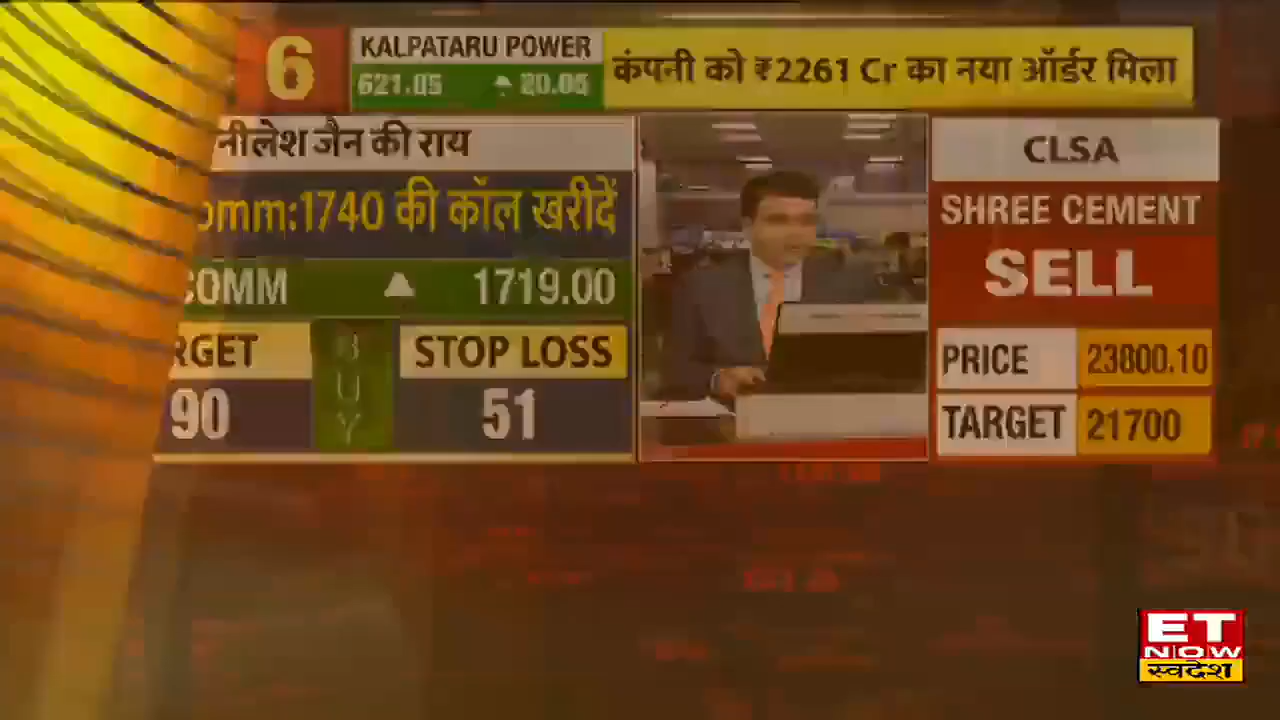 6
KALPATARU POWER
621.05 20.05
कंपनी को ₹2261 Cr का नया ऑर्डर मिला
नीलेश जैन की राय
omm:1740 की कॉल खरीदें
COMM 1719.00
RGET
BUY
STOP LOSS
90
51
CLSA
SHREE CEMENT
SELL
PRICE 23800.10
TARGET 21700
ET
NOW
स्वदेश